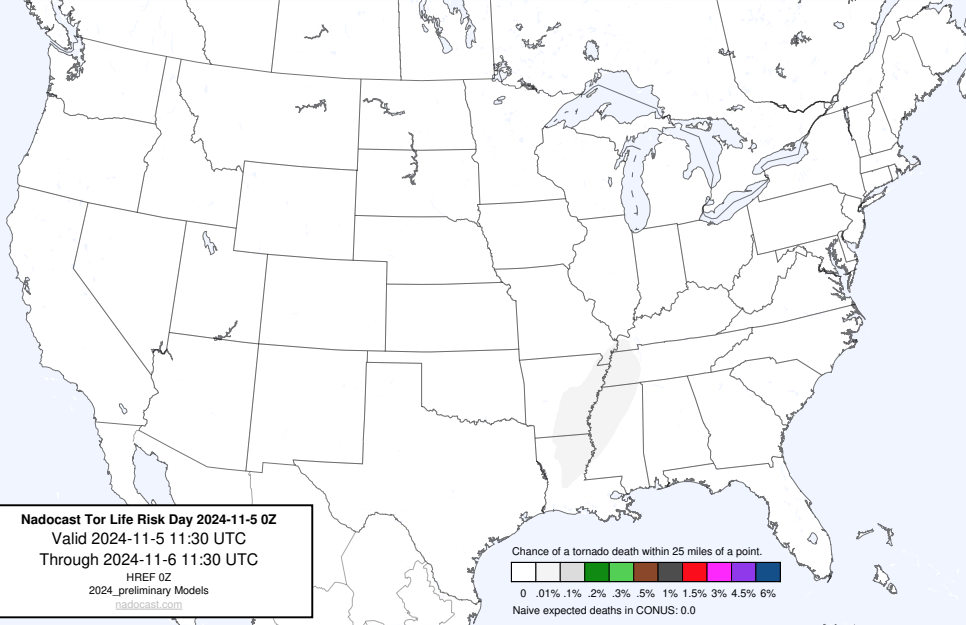 Nadocast Tor Life Risk Day 2024-11-5 0Z
Valid 2024-11-5 11:30 UTC
Through 2024-11-6 11:30 UTC
HREF 0Z
2024_preliminary Models
nadocast.com
Chance of a tornado death within 25 miles of a point.
0 .01% .1% .2% .3% .5% 1% 1.5% 3% 4.5% 6%
Naive expected deaths in CONUS: 0.0